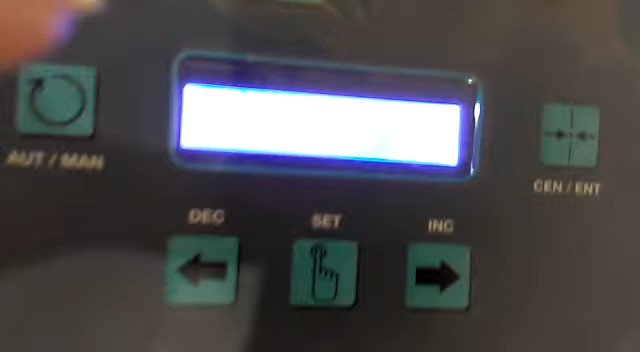 AUT / MAN
CEN / ENT
DEC
SET
INC